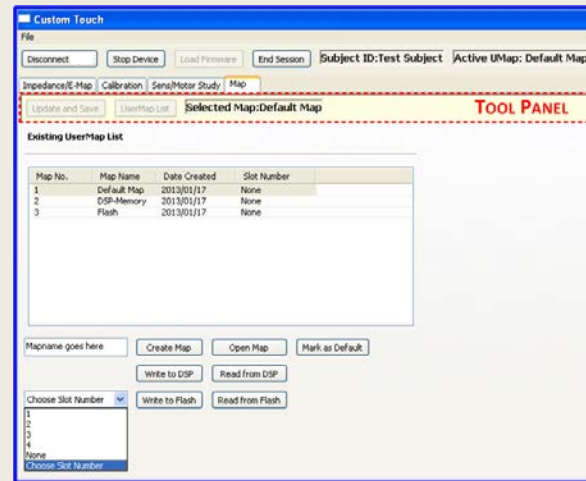 Custom Touch
File
Disconnect Stop Device Load Firmware End Session Subject ID:Test Subject Active UMap: Default Map
Impedance/E-Map Calibration Sens/Motor Study Map
Update and Save UserMap List Selected Map:Default Map TOOL PANEL
Existing UserMap List
Map No. Map Name Date Created Slot Number
1 Default Map 2013/01/17 None
2 DSP-Memory 2013/01/17 None
3 Flash 2013/01/17 None
Mapname goes here Create Map Open Map Mark as Default
Write to DSP Read from DSP
Choose Slot Number Write to Flash Read from Flash
1
2
3
4
None
Choose Slot Number